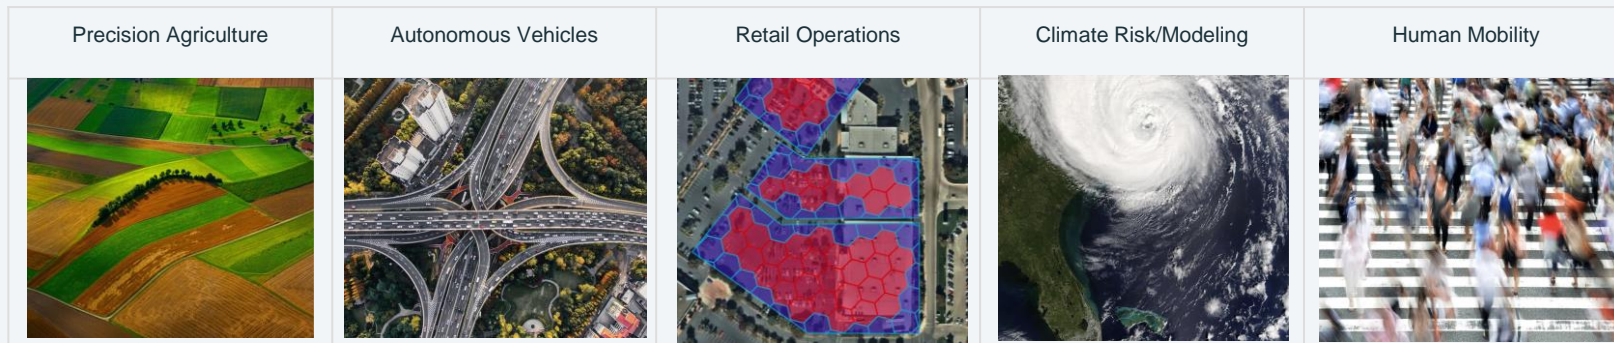 Precision Agriculture
Autonomous Vehicles
Retail Operations
Climate Risk/Modeling
Human Mobility